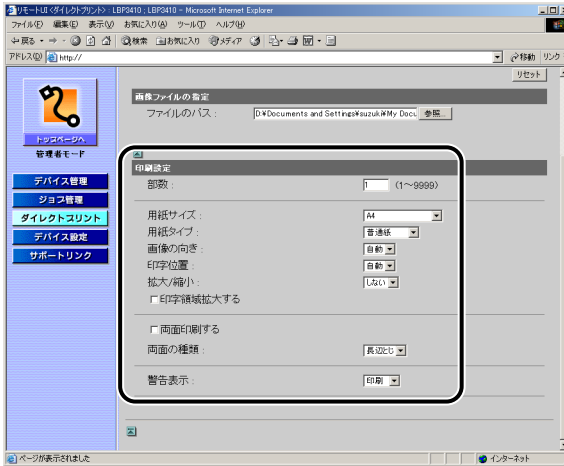 リモートUI <ダイレクトプリント> : LBP3410 ; LBP3410 - Microsoft Internet Explorer
ファイル(F) 編集(E) 表示(V) お気に入り(A) ツール(T) ヘルプ(H)
戻る 検索 お気に入り メディア
アドレス(D) http:// 移動 リンク
リセット
画像ファイルの指定
ファイルのパス : D:¥Documents and Settings¥suzuki¥My Docu 参照...
トップページへ
管理者モード
デバイス管理
ジョブ管理
ダイレクトプリント
デバイス設定
サポートリンク
印刷設定
部数 : 1 (1~9999)
用紙サイズ : A4
用紙タイプ : 普通紙
画像の向き : 自動
印字位置 : 自動
拡大/縮小 : しない
印字領域拡大する
両面印刷する
両面の種類 : 長辺とじ
警告表示 : 印刷
ページが表示されました インターネット